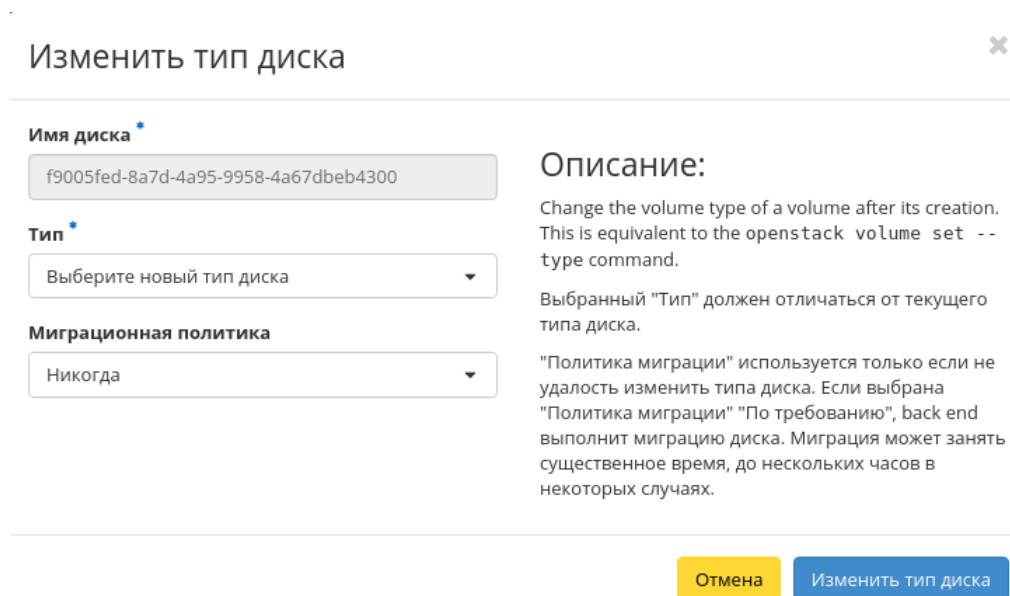 Изменить тип диска
Имя диска *
f9005fed-8a7d-4a95-9958-4a67dbeb4300
Тип *
Выберите новый тип диска
Миграционная политика
Никогда
Описание:
Change the volume type of a volume after its creation.
This is equivalent to the openstack volume set --
type command.
Выбранный "Тип" должен отличаться от текущего
типа диска.
"Политика миграции" используется только если не
удалость изменить типа диска. Если выбрана
"Политика миграции" "По требованию", back end
выполнит миграцию диска. Миграция может занять
существенное время, до нескольких часов в
некоторых случаях.
Отмена
Изменить тип диска